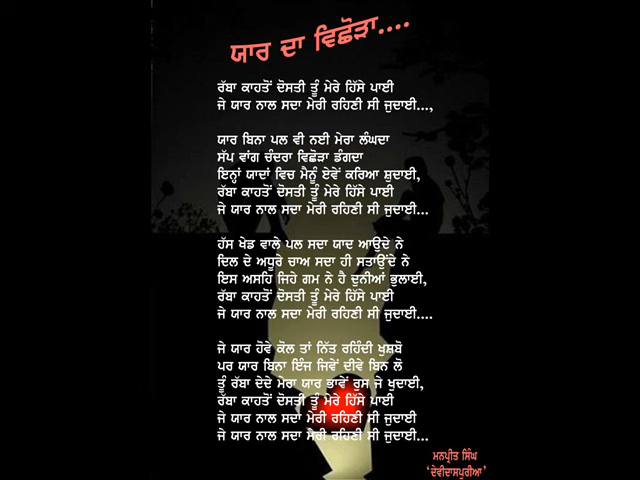 ਯਾਰ ਦਾ ਵਿਛੋੜਾ....
ਰੱਬਾ ਕਾਹਤੋਂ ਦੋਸਤੀ ਤੂੰ ਮੇਰੇ ਹਿੱਸੇ ਪਾਈ
ਜੇ ਯਾਰ ਨਾਲ ਸਦਾ ਮੇਰੀ ਰਹਿਣੀ ਸੀ ਜੁਦਾਈ...,
ਯਾਰ ਬਿਨਾ ਪਲ ਵੀ ਨਈ ਮੇਰਾ ਲੰਘਦਾ
ਸੱਪ ਵਾਂਗ ਚੰਦਰਾ ਵਿਛੋੜਾ ਡੰਗਦਾ
ਇਨ੍ਹਾਂ ਯਾਦਾਂ ਵਿਚ ਮੈਨੂੰ ਏਵੇਂ ਕਰਿਆ ਸ਼ੁਦਾਈ,
ਰੱਬਾ ਕਾਹਤੋਂ ਦੋਸਤੀ ਤੂੰ ਮੇਰੇ ਹਿੱਸੇ ਪਾਈ
ਜੇ ਯਾਰ ਨਾਲ ਸਦਾ ਮੇਰੀ ਰਹਿਣੀ ਸੀ ਜੁਦਾਈ...
ਹੱਸ ਖੇਡ ਵਾਲੇ ਪਲ ਸਦਾ ਯਾਦ ਆਉਦੇ ਨੇ
ਦਿਲ ਦੇ ਅਧੂਰੇ ਚਾਅ ਸਦਾ ਹੀ ਸਤਾਉਂਦੇ ਨੇ
ਇਸ ਅਸਹਿ ਜਿਹੇ ਗਮ ਨੇ ਹੈ ਦੁਨੀਆਂ ਭੁਲਾਈ,
ਰੱਬਾ ਕਾਹਤੋਂ ਦੋਸਤੀ ਤੂੰ ਮੇਰੇ ਹਿੱਸੇ ਪਾਈ
ਜੇ ਯਾਰ ਨਾਲ ਸਦਾ ਮੇਰੀ ਰਹਿਣੀ ਸੀ ਜੁਦਾਈ....
ਜੇ ਯਾਰ ਹੋਵੇ ਕੋਲ ਤਾਂ ਨਿੱਤ ਰਹਿੰਦੀ ਖੁਸ਼ਬੋ
ਪਰ ਯਾਰ ਬਿਨਾ ਇੰਜ ਜਿਵੇਂ ਦੀਵੇ ਬਿਨ ਲੋ
ਤੂੰ ਰੱਬਾ ਦੇਦੇ ਮੇਰਾ ਯਾਰ ਭਾਵੇਂ ਰੁਸ ਜੇ ਖੁਦਾਈ,
ਰੱਬਾ ਕਾਹਤੋਂ ਦੋਸਤੀ ਤੂੰ ਮੇਰੇ ਹਿੱਸੇ ਪਾਈ
ਜੇ ਯਾਰ ਨਾਲ ਸਦਾ ਮੇਰੀ ਰਹਿਣੀ ਸੀ ਜੁਦਾਈ
ਜੇ ਯਾਰ ਨਾਲ ਸਦਾ ਮੇਰੀ ਰਹਿਣੀ ਸੀ ਜੁਦਾਈ...
ਮਨਪ੍ਰੀਤ ਸਿੰਘ
‘ਦੇਵੀਦਾਸਪੁਰੀਆ’